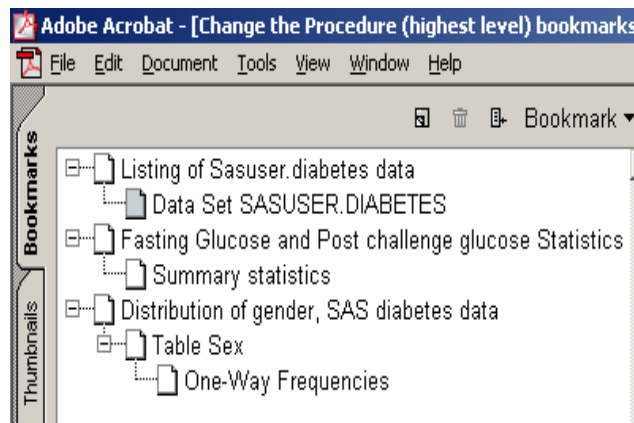 Adobe Acrobat - [Change the Procedure (highest level) bookmarks
File Edit Document Tools View Window Help
Bookmark
Bookmarks
Listing of Sasuser.diabetes data
Data Set SASUSER.DIABETES
Fasting Glucose and Post challenge glucose Statistics
Summary statistics
Distribution of gender, SAS diabetes data
Table Sex
One-Way Frequencies
Thumbnails